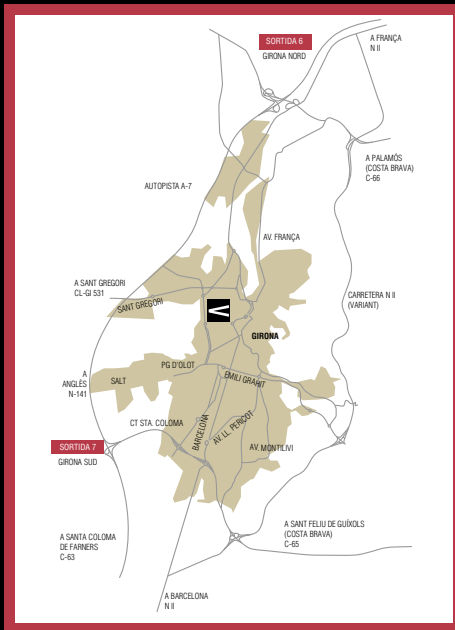 SORTIDA 6
GIRONA NORD
A FRANÇA
N II
A PALAMÓS
(COSTA BRAVA)
C-66
AUTOPISTA A-7
AV. FRANÇA
A SANT GREGORI
CL-GI 531
SANT GREGORI
CARRETERA N II
(VARIANT)
GIRONA
PG D'OLOT
EMILI GRAHIT
A
ANGLÈS
N-141
SALT
CT STA. COLOMA
BARCELONA
AV. LL. PERICOT
AV. MONTILIVI
SORTIDA 7
GIRONA SUD
A SANT FELIU DE GUÍXOLS
(COSTA BRAVA)
C-65
A SANTA COLOMA
DE FARNERS
C-63
A BARCELONA
N II